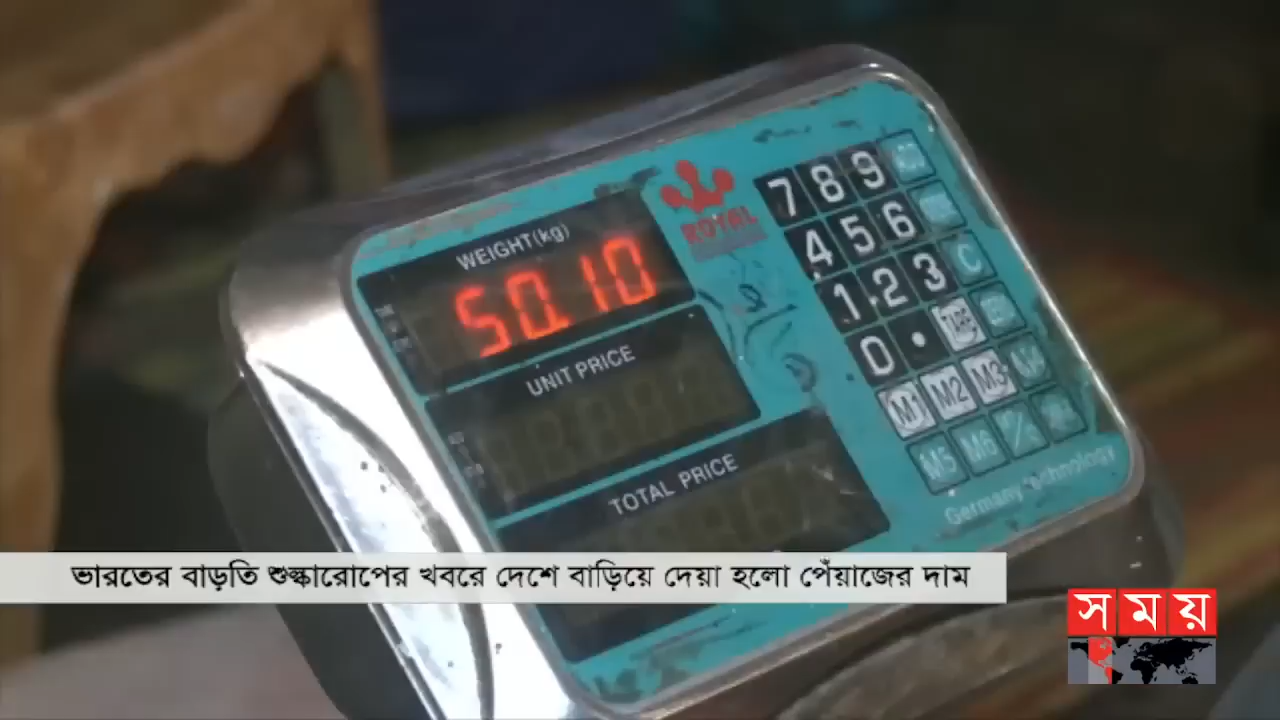 WEIGHT(kg)
50.10
UNIT PRICE
TOTAL PRICE
ROYAL
7 8 9
4 5 6
1 2 3 C
0 . TARE
M1 M2 M3
M5 M6
Germany
ভারতের বাড়তি শুল্কারোপের খবরে দেশে বাড়িয়ে দেয়া হলো পেঁয়াজের দাম
সময়